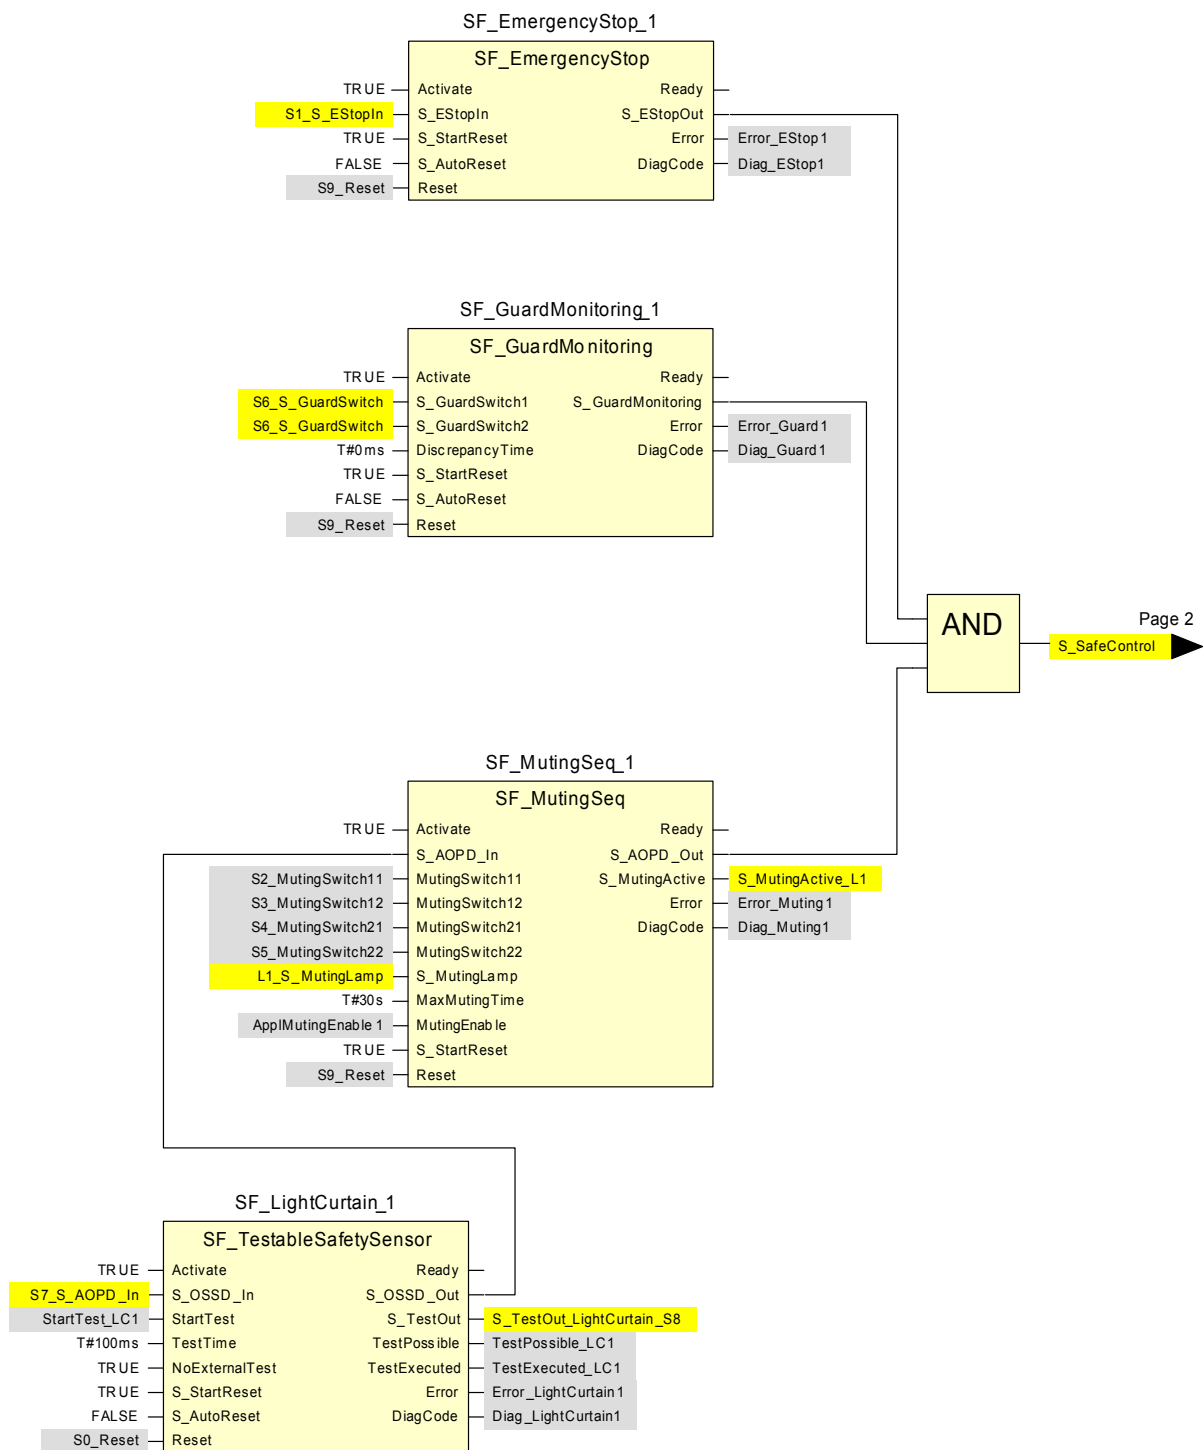 SF_EmergencyStop_1
SF_EmergencyStop
TRUE Activate Ready
S1_S_EStopIn S_EStopIn S_EStopOut
TRUE S_StartReset Error Error_EStop1
FALSE S_AutoReset DiagCode Diag_EStop1
S9_Reset Reset
SF_GuardMonitoring_1
SF_GuardMonitoring
TRUE Activate Ready
S6_S_GuardSwitch S_GuardSwitch1 S_GuardMonitoring
S6_S_GuardSwitch S_GuardSwitch2 Error Error_Guard1
T#0ms DiscrepancyTime DiagCode Diag_Guard1
TRUE S_StartReset
FALSE S_AutoReset
S9_Reset Reset
AND
Page 2
S_SafeControl
SF_MutingSeq_1
SF_MutingSeq
TRUE Activate Ready
S_AOPD_In S_AOPD_Out
S2_MutingSwitch11 MutingSwitch11 S_MutingActive S_MutingActive_L1
S3_MutingSwitch12 MutingSwitch12 Error Error_Muting1
S4_MutingSwitch21 MutingSwitch21 DiagCode Diag_Muting1
S5_MutingSwitch22 MutingSwitch22
L1_S_MutingLamp S_MutingLamp
T#30s MaxMutingTime
ApplMutingEnable1 MutingEnable
TRUE S_StartReset
S9_Reset Reset
SF_LightCurtain_1
SF_TestableSafetySensor
TRUE Activate Ready
S7_S_AOPD_In S_OSSD_In S_OSSD_Out
StartTest_LC1 StartTest S_TestOut S_TestOut_LightCurtain_S8
T#100ms TestTime TestPossible TestPossible_LC1
TRUE NoExternalTest TestExecuted TestExecuted_LC1
TRUE S_StartReset Error Error_LightCurtain1
FALSE S_AutoReset DiagCode Diag_LightCurtain1
S0_Reset Reset